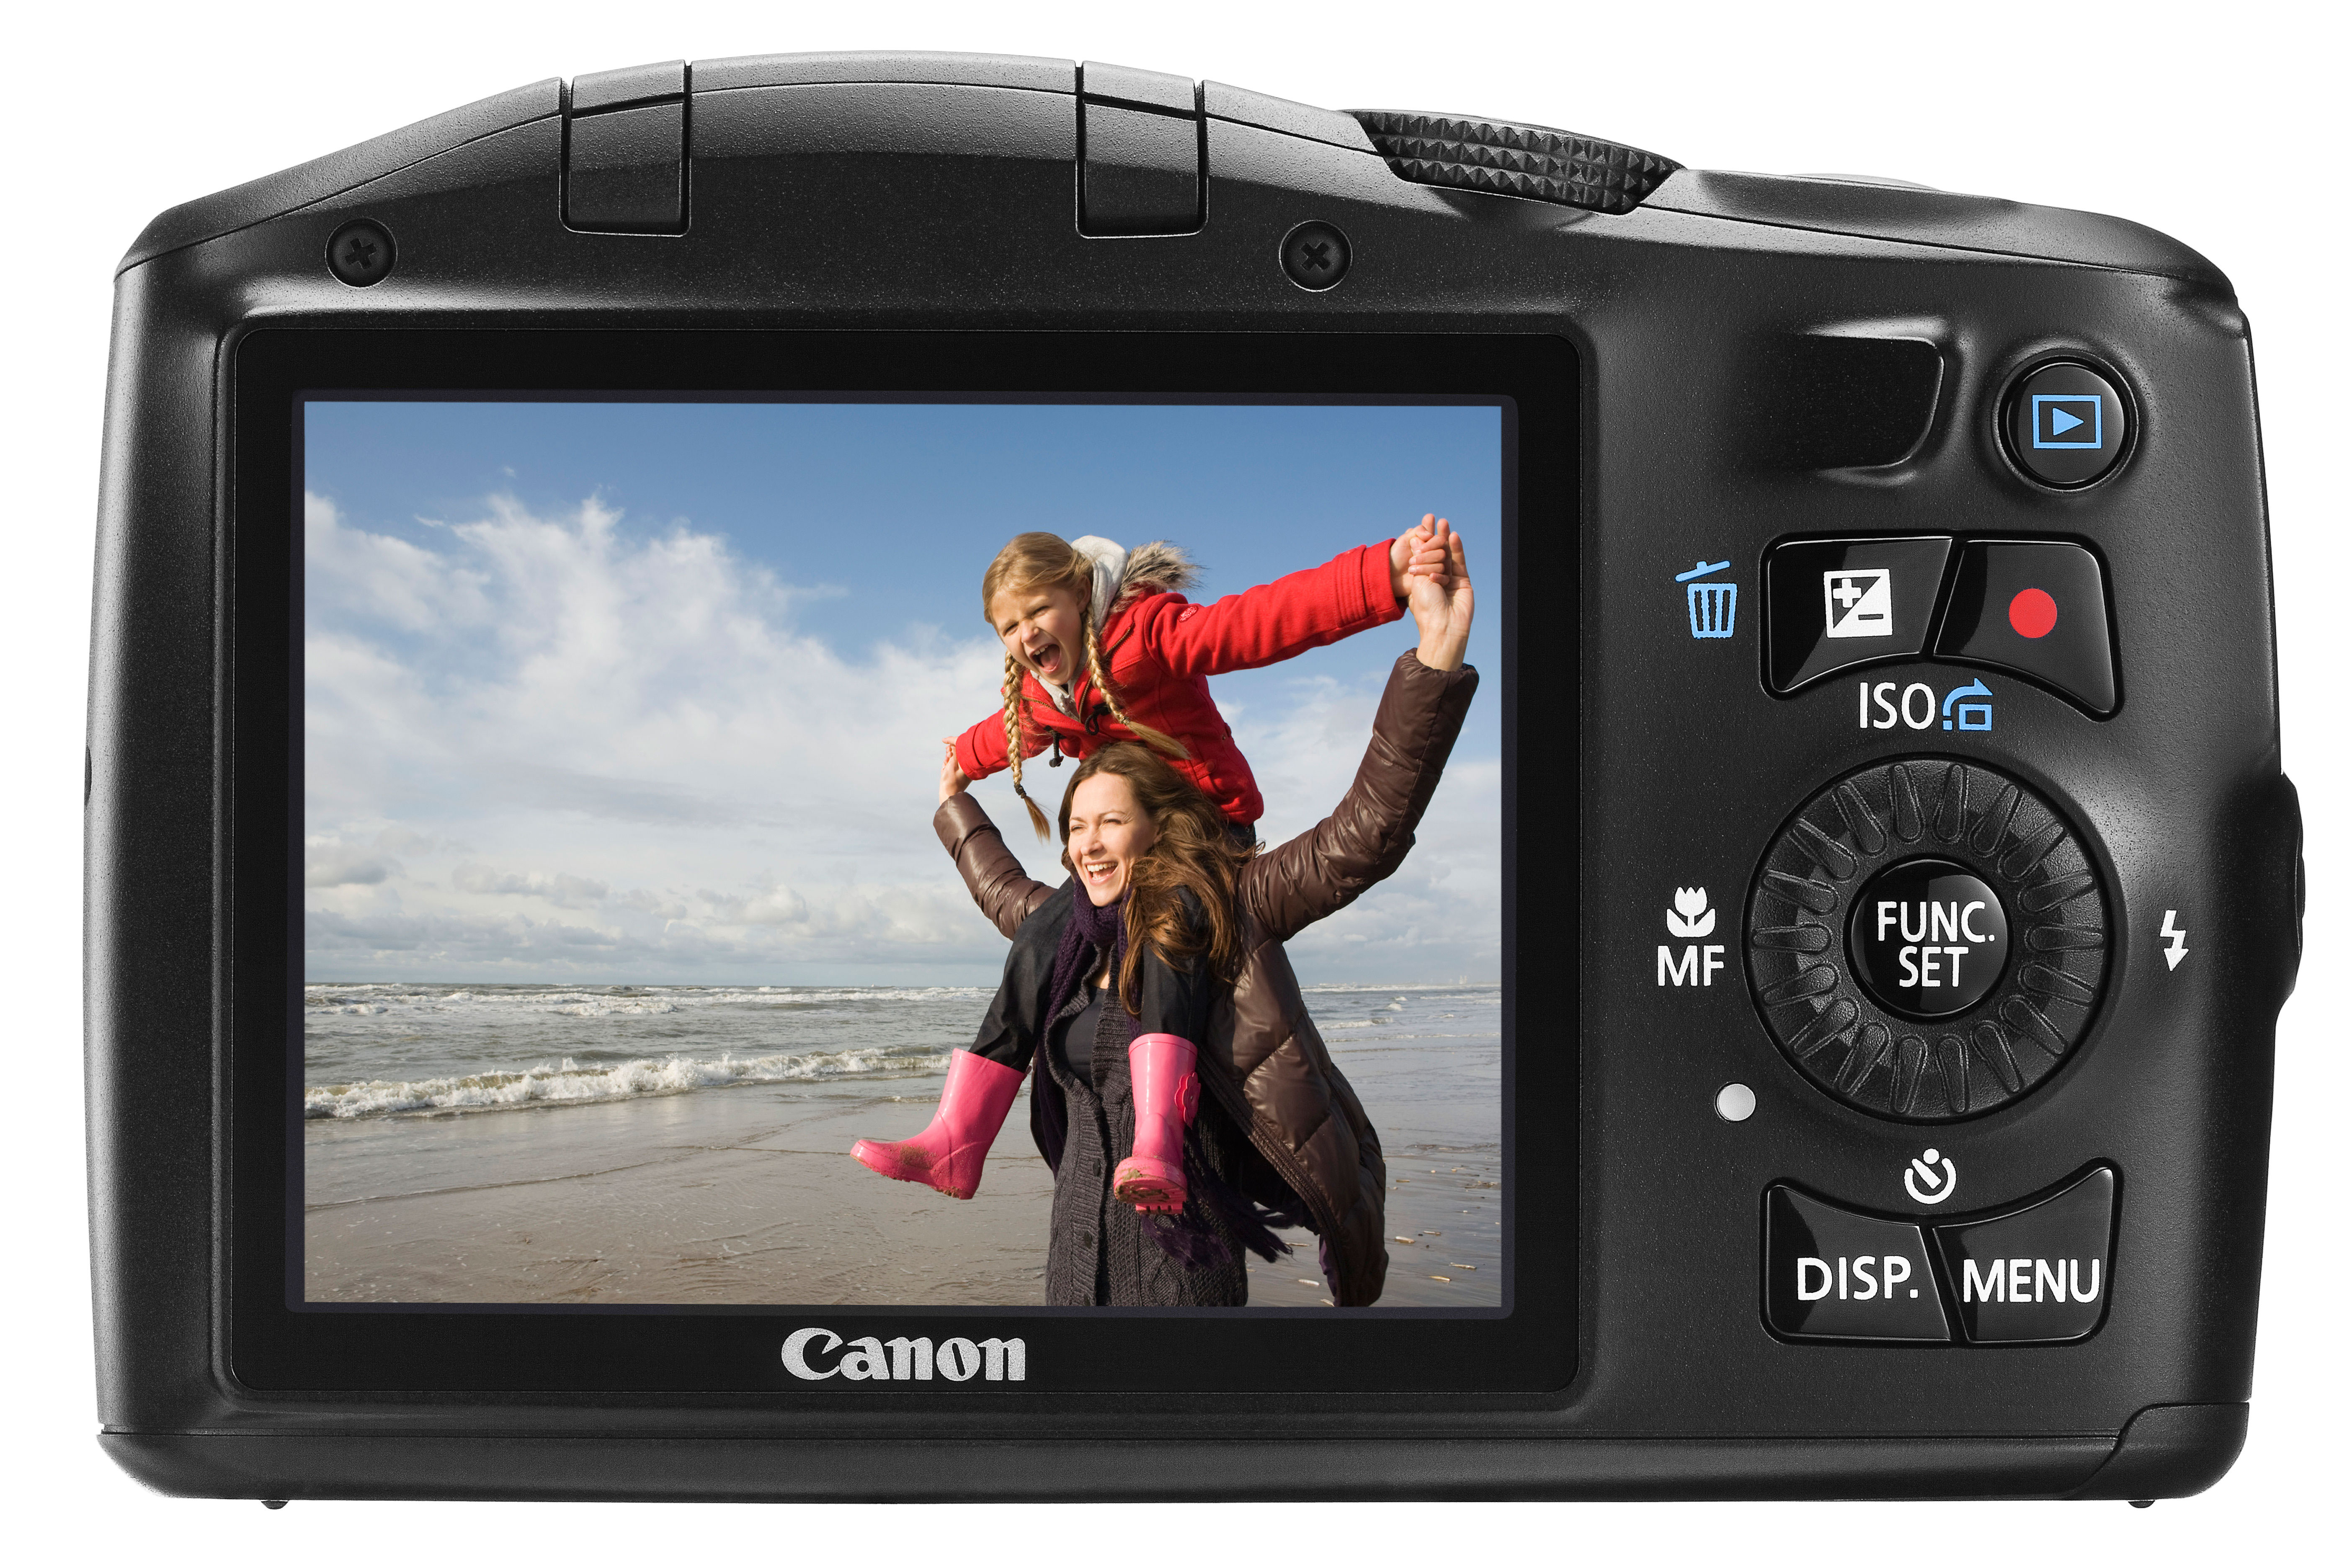 ISO
FUNC.
SET
MF
DISP.
MENU
Canon